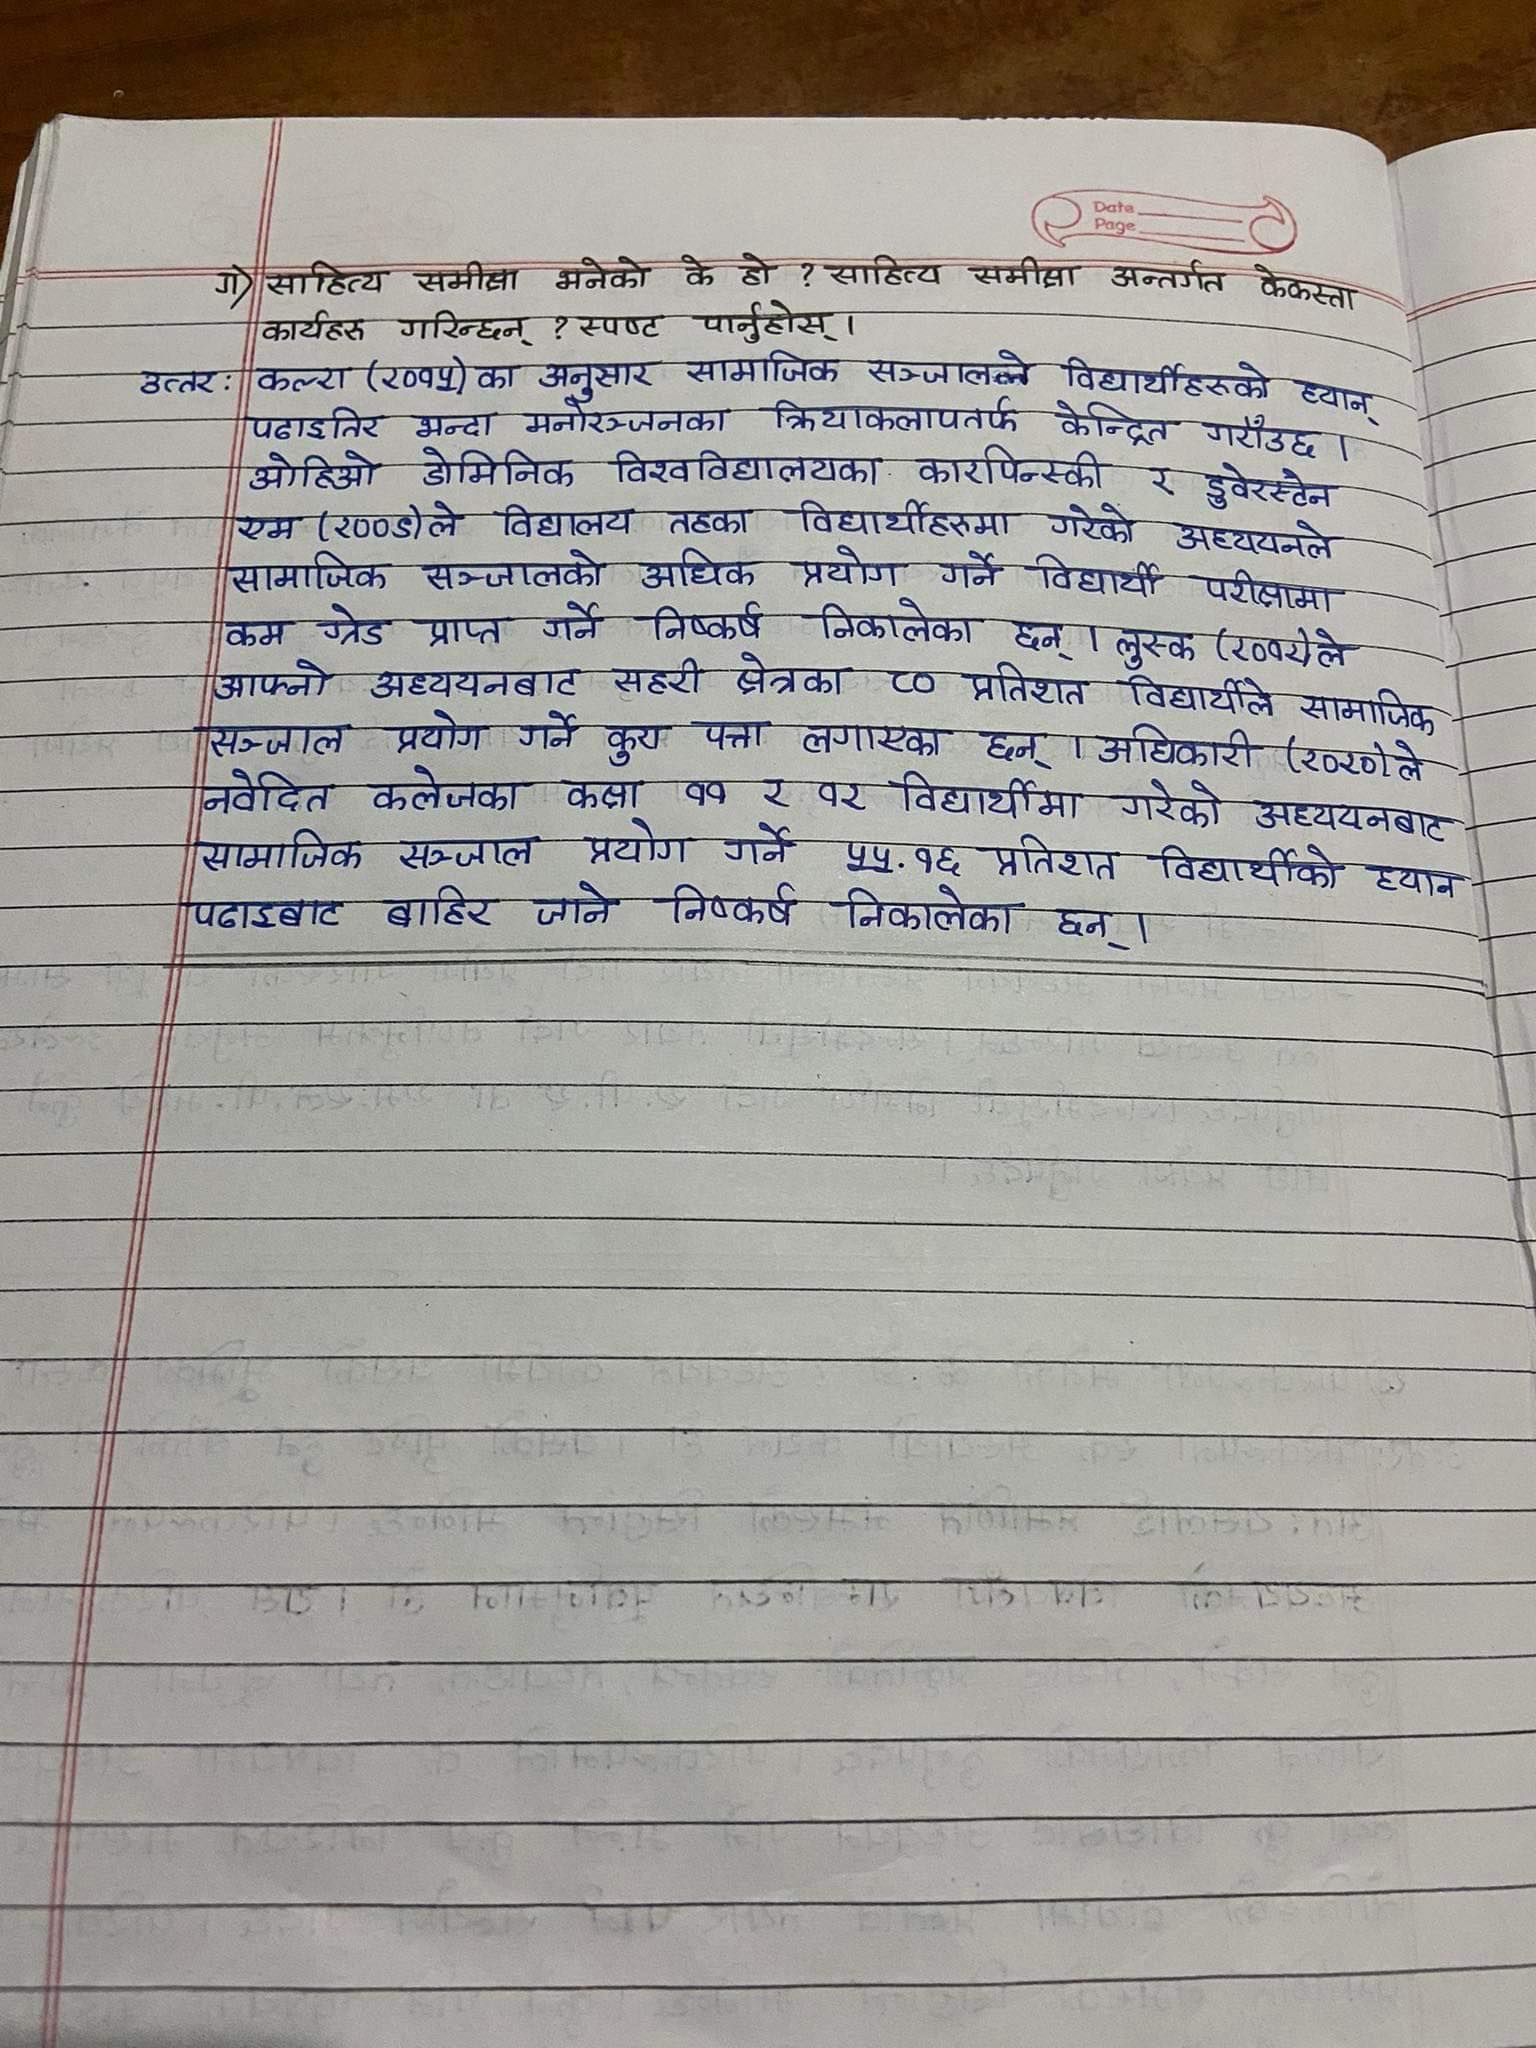 Date
Page
ग) साहित्य समीक्षा भनेको के हो ? साहित्य समीक्षा अन्तर्गत केकस्ता
कार्यहरू गरिन्छन् ? स्पष्ट पार्नुहोस् ।
उत्तर: कल्रा (२०१५) का अनुसार सामाजिक सञ्जालले विद्यार्थीहरूको ध्यान्
पढाइतिर भन्दा मनोरञ्जनका क्रियाकलापतर्फ केन्द्रित गराँउछ ।
ओहिओ डोमिनिक विश्वविद्यालयका कारपिन्स्की र डुवेरस्टेन
एम (२००८)ले विद्यालय तहका विद्यार्थीहरूमा गरेको अध्ययनले
सामाजिक सञ्जालको अधिक प्रयोग गर्ने विद्यार्थी परीक्षामा
कम ग्रेड प्राप्त गर्ने निष्कर्ष निकालेका छन् । लुस्क (२०१२)ले
आफ्नो अध्ययनबाट सहरी क्षेत्रका ८० प्रतिशत विद्यार्थीले सामाजिक
सञ्जाल प्रयोग गर्ने कुरा पत्ता लगाएका छन् । अधिकारी (२०२०)ले
नवेदित कलेजका कक्षा ११ र १२ विद्यार्थीमा गरेको अध्ययनबाट
सामाजिक सञ्जाल प्रयोग गर्ने ५५.१६ प्रतिशत विद्यार्थीको ध्यान
पढाइबाट बाहिर जाने निष्कर्ष निकालेका छन् ।